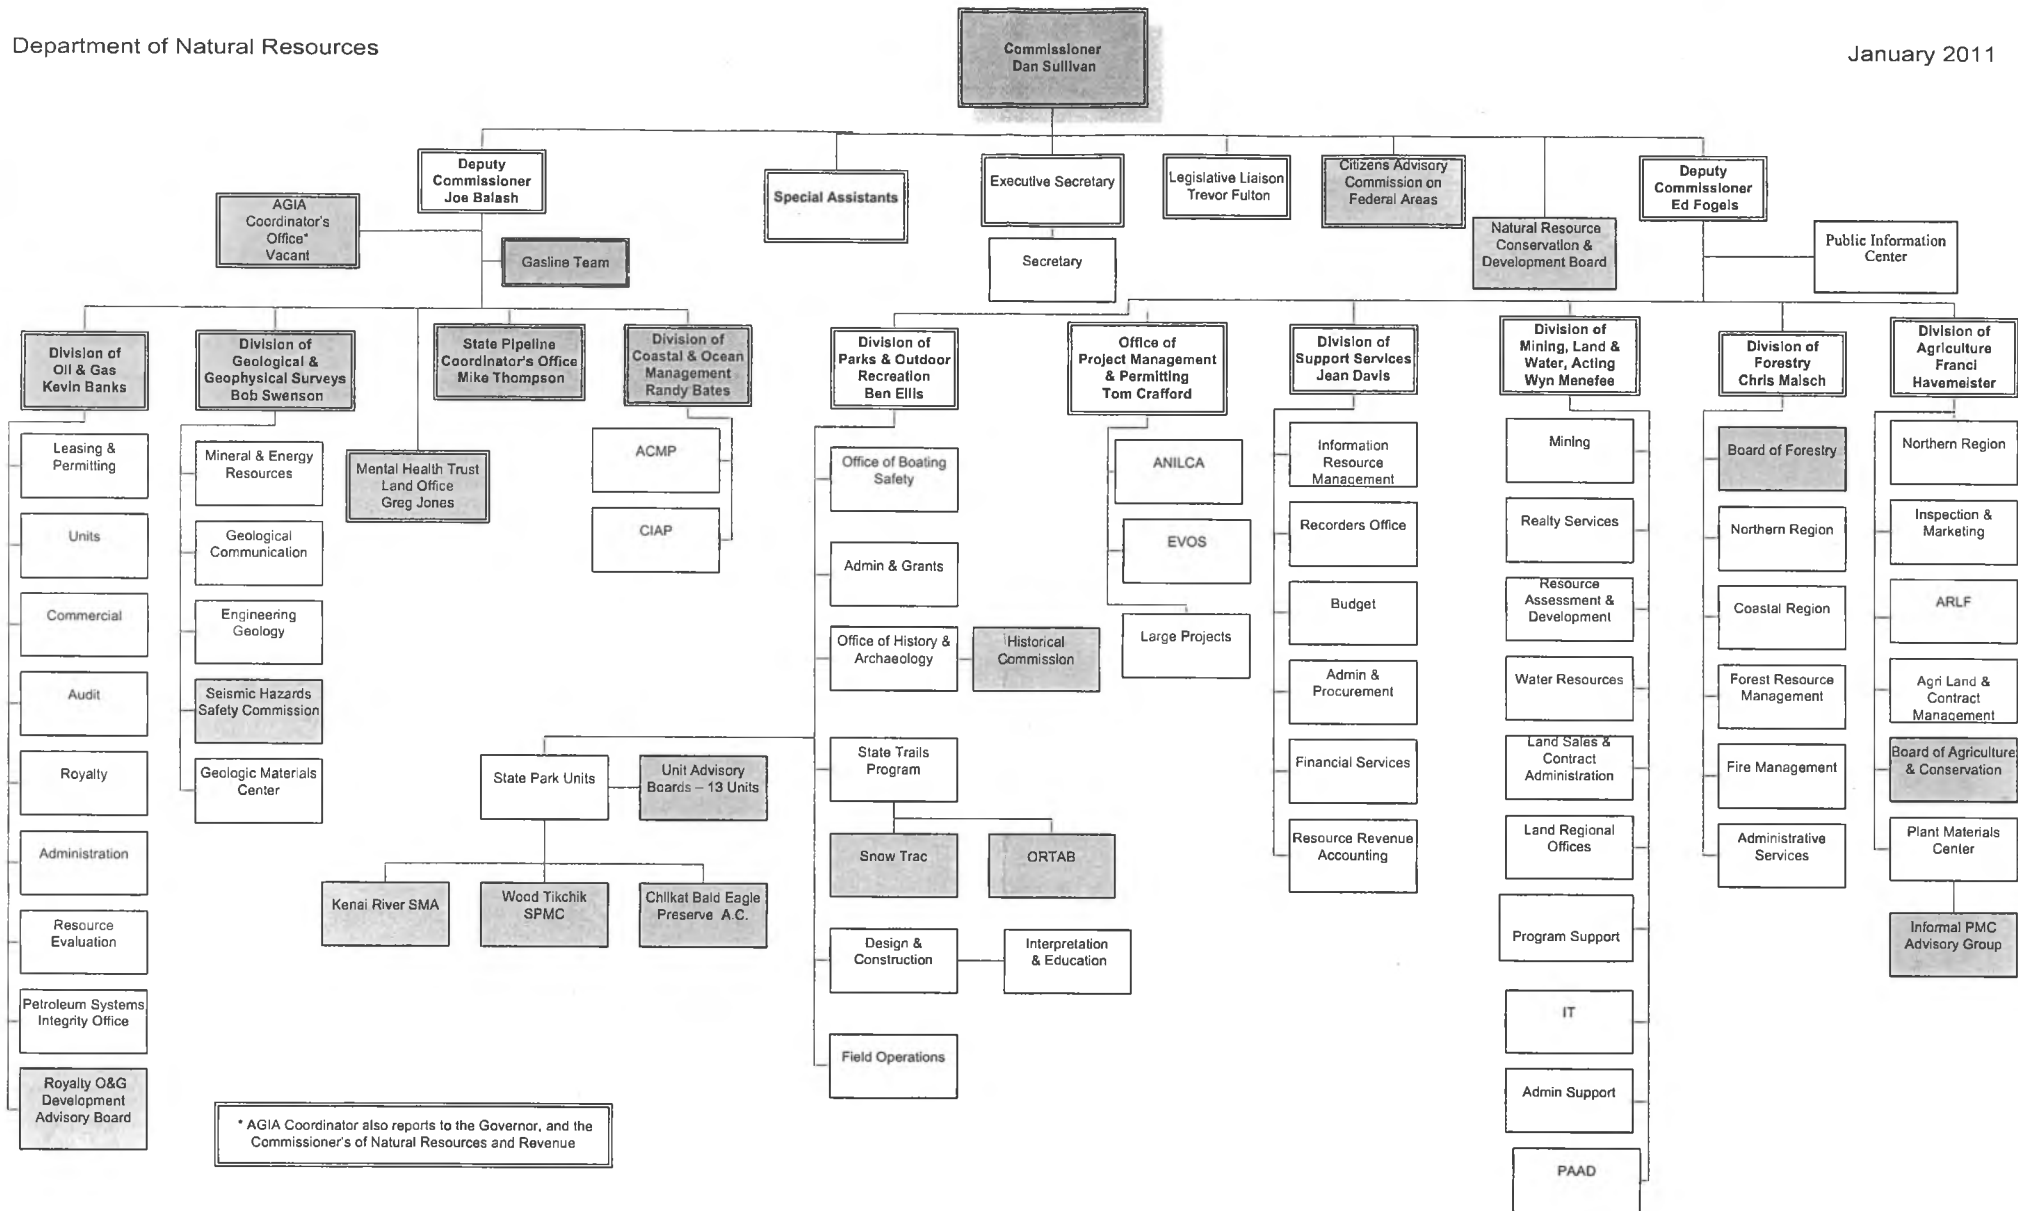 Department of Natural Resources
January 2011
Commissioner
Dan Sullivan
Deputy
Commissioner
Joe Balash
Special Assistants
Executive Secretary
Legislative Liaison
Trevor Fulton
Citizens Advisory
Commission on
Federal Areas
Deputy
Commissioner
Ed Fogels
AGIA
Coordinator's
Office*
Vacant
Gasline Team
Secretary
Natural Resource
Conservation &
Development Board
Public Information
Center
Division of
Oil & Gas
Kevin Banks
Division of
Geological &
Geophysical Surveys
Bob Swenson
State Pipeline
Coordinator's Office
Mike Thompson
Division of
Coastal & Ocean
Management
Randy Bates
Division of
Parks & Outdoor
Recreation
Ben Ellis
Office of
Project Management
& Permitting
Tom Crafford
Division of
Support Services
Jean Davis
Division of
Mining, Land &
Water, Acting
Wyn Menefee
Division of
Forestry
Chris Maisch
Division of
Agriculture
Franci
Havemeister
Leasing &
Permitting
Units
Commercial
Audit
Royalty
Administration
Resource
Evaluation
Petroleum Systems
Integrity Office
Royalty O&G
Development
Advisory Board
Mineral & Energy
Resources
Geological
Communication
Engineering
Geology
Seismic Hazards
Safety Commission
Geologic Materials
Center
Mental Health Trust
Land Office
Greg Jones
ACMP
CIAP
Office of Boating
Safety
Admin & Grants
Office of History &
Archaeology
Historical
Commission
State Park Units
Unit Advisory
Boards – 13 Units
Kenai River SMA
Wood Tikchik
SPMC
Chilkat Bald Eagle
Preserve A.C.
State Trails
Program
Snow Trac
ORTAB
Design &
Construction
Interpretation
& Education
Field Operations
ANILCA
EVOS
Large Projects
Information
Resource
Management
Recorders Office
Budget
Admin &
Procurement
Financial Services
Resource Revenue
Accounting
Mining
Realty Services
Resource
Assessment &
Development
Water Resources
Land Sales &
Contract
Administration
Land Regional
Offices
Program Support
IT
Admin Support
PAAD
Board of Forestry
Northern Region
Coastal Region
Forest Resource
Management
Fire Management
Administrative
Services
Northern Region
Inspection &
Marketing
ARLF
Agri Land &
Contract
Management
Board of Agriculture
& Conservation
Plant Materials
Center
Informal PMC
Advisory Group
* AGIA Coordinator also reports to the Governor, and the
Commissioner's of Natural Resources and Revenue